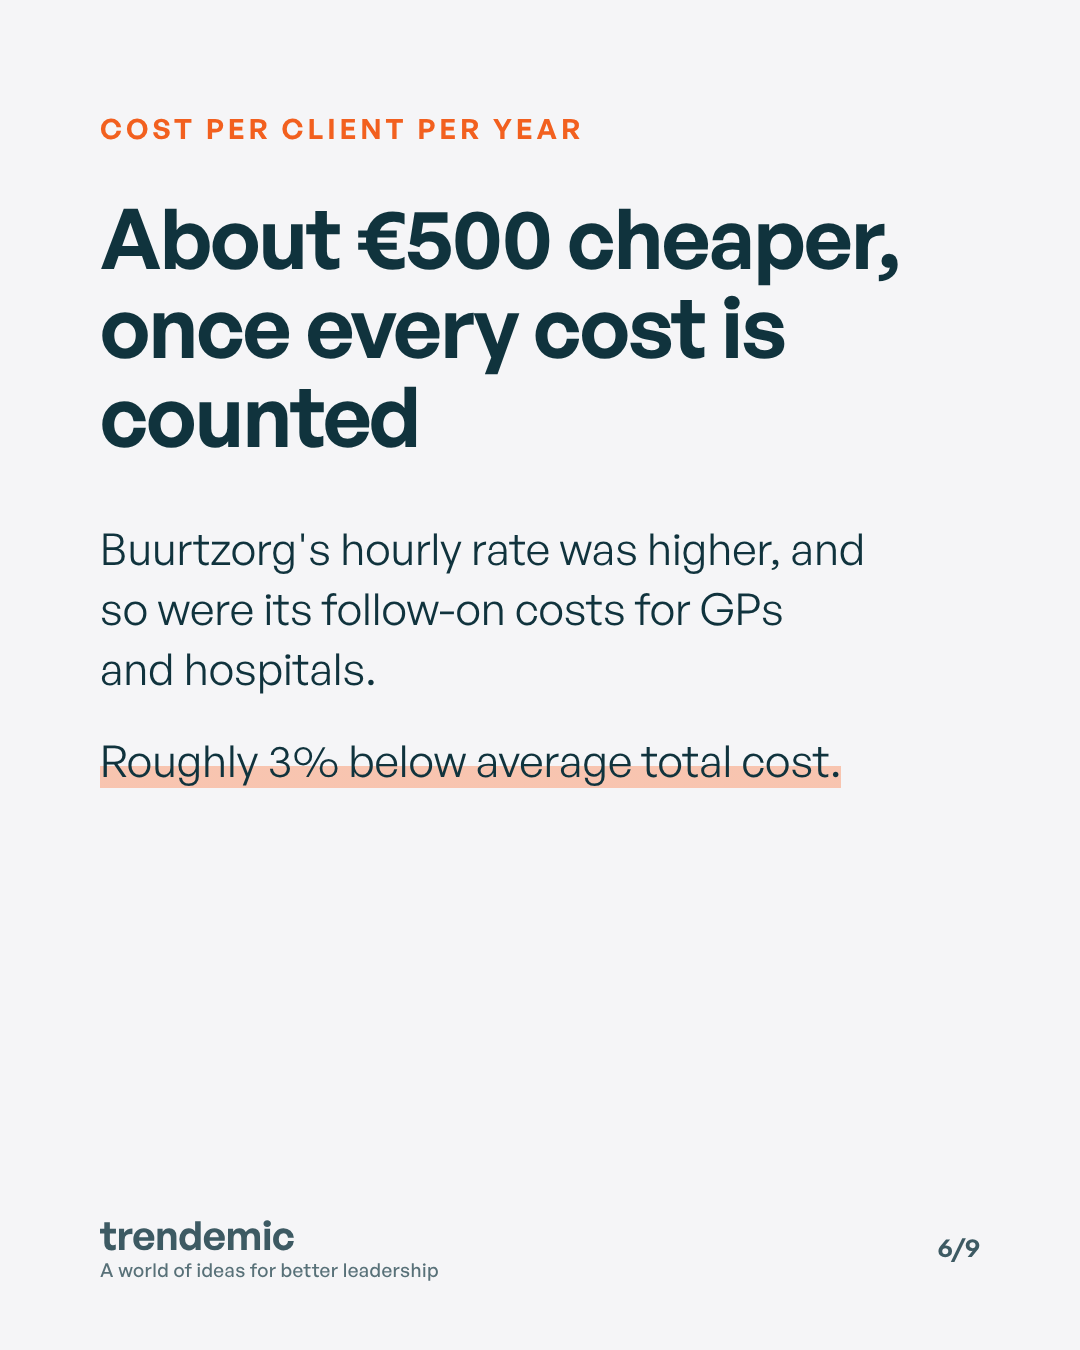 COST PER CLIENT PER YEAR
About €500 cheaper,
once every cost is
counted
Buurtzorg's hourly rate was higher, and
so were its follow-on costs for GPs
and hospitals.
Roughly 3% below average total cost.
trendemic
A world of ideas for better leadership
6/9